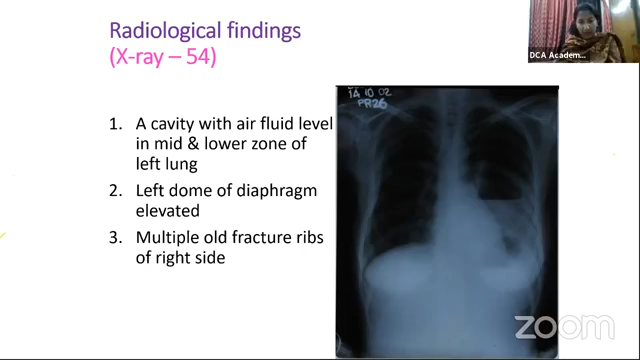 Radiological findings
(X-ray – 54)
DCA Academ...
14 10 02
PR26
1. A cavity with air fluid level
in mid & lower zone of
left lung
2. Left dome of diaphragm
elevated
3. Multiple old fracture ribs
of right side
zoom